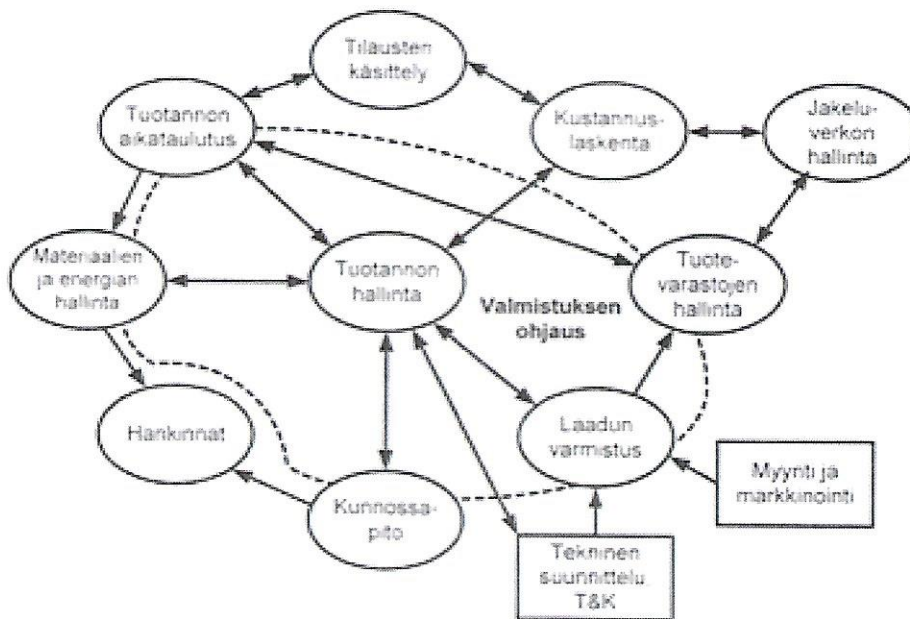 Tilausten
käsittely
Tuotannon
aikataulutus
Kustannus-
laskenta
Jakelu-
verkon
hallinta
Materiaalien
ja energian
hallinta
Tuotannon
hallinta
Valmistuksen
ohjaus
Tuote-
varastojen
hallinta
Hankinnat
Laadun
varmistus
Myynti ja
markkinointi
Kunnossa-
pito
Tekninen
suunnittelu
T&K